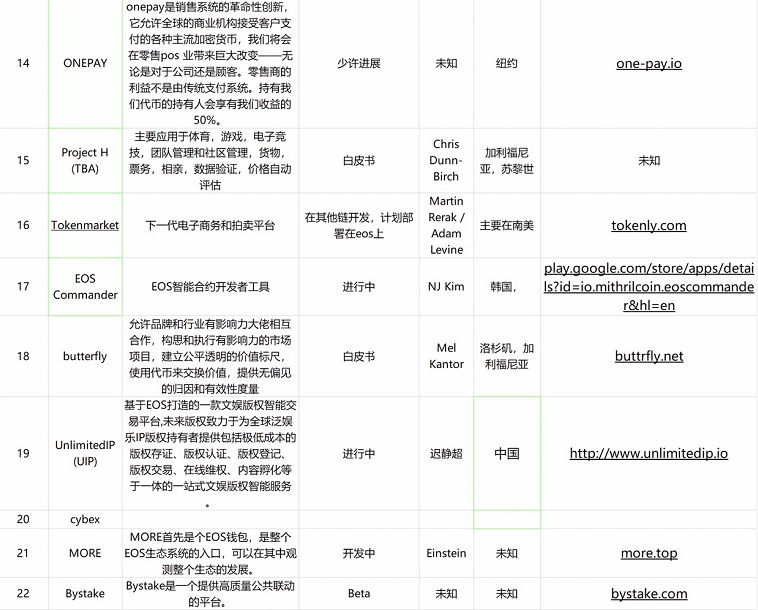 onepay是销售系统的革命性创新，
它允许全球的商业机构接受客户支
付的各种主流加密货币，我们将会
在零售pos 业带来巨大改变——无
论是对于公司还是顾客。零售商的
利益不是由传统支付系统。持有我
们代币的持有人会享有我们收益的
50%。
14
ONEPAY
少许进展
未知
纽约
one-pay.io
15
Project H
(TBA)
主要应用于体育，游戏，电子竞
技，团队管理和社区管理，货物，
票务，相亲，数据验证，价格自动
评估
白皮书
Chris
Dunn-
Birch
加利福尼
亚，苏黎世
未知
16
Tokenmarket
下一代电子商务和拍卖平台
在其他链开发，计划部
署在eos上
Martin
Rerak /
Adam
Levine
主要在南美
tokenly.com
17
EOS
Commander
EOS智能合约开发者工具
进行中
NJ Kim
韩国，
play.google.com/store/apps/detai
ls?id=io.mithrilcoin.eoscommande
r&hl=en
18
butterfly
允许品牌和行业有影响力大佬相互
合作，构思和执行有影响力的市场
项目，建立公平透明的价值标尺，
使用代币来交换价值，提供无偏见
的归因和有效性度量
白皮书
Mel
Kantor
洛杉矶，加
利福尼亚
buttrfly.net
19
UnlimitedIP
(UIP)
基于EOS打造的一款文娱版权智能交
易平台,未来版权致力于为全球泛娱
乐IP版权持有者提供包括极低成本的
版权存证、版权认证、版权登记、
版权交易、在线维权、内容孵化等
于一体的一站式文娱版权智能服务
。
进行中
迟静超
中国
http://www.unlimitedip.io
20
cybex
21
MORE
MORE首先是个EOS钱包，是整个
EOS生态系统的入口，可以在其中观
测整个生态的发展。
开发中
Einstein
未知
more.top
22
Bystake
Bystake是一个提供高质量公共联动
的平台。
Beta
未知
未知
bystake.com